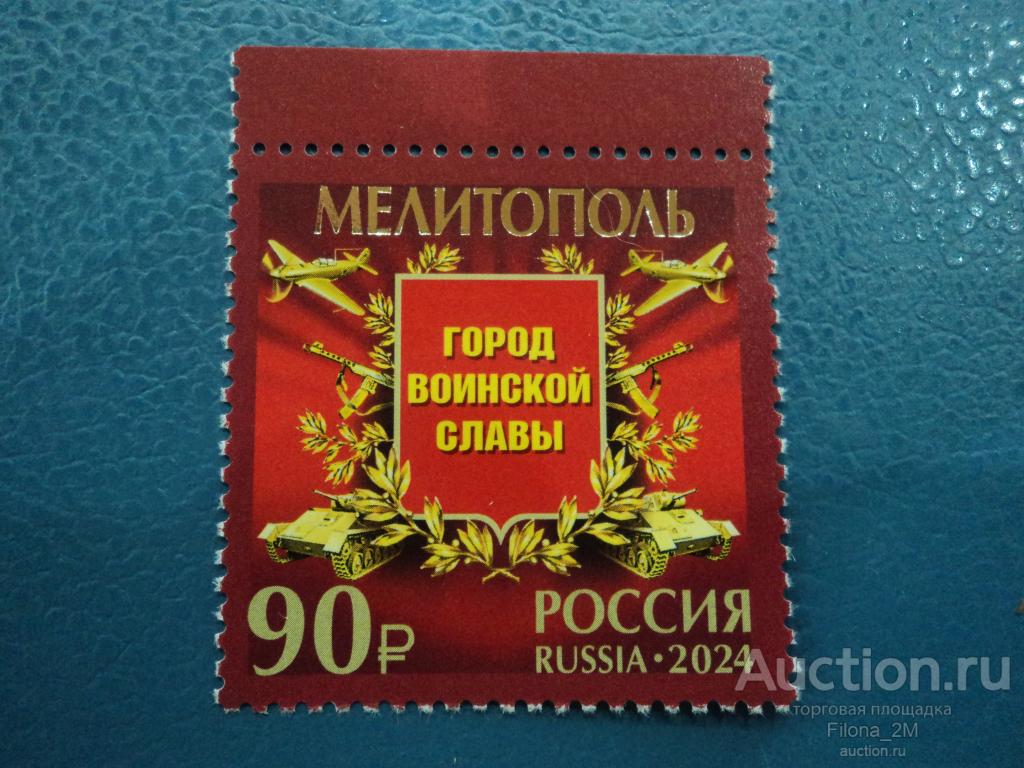 МЕЛИТОПОЛЬ
ГОРОД
ВОИНСКОЙ
СЛАВЫ
90₽
РОССИЯ
RUSSIA · 2024
Auction.ru
торговая площадка
Filona_2M
auction.ru